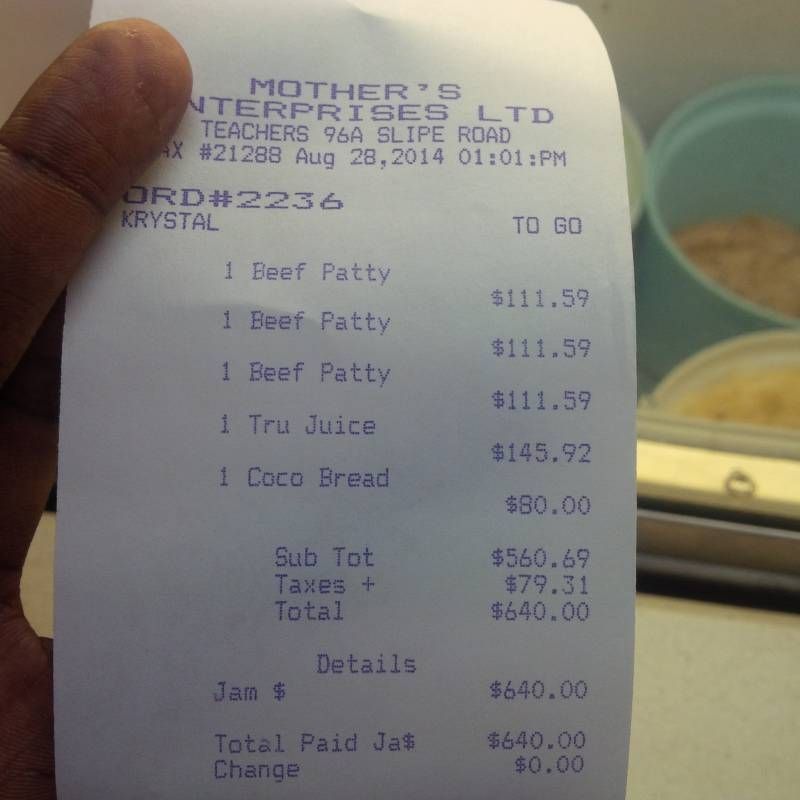 MOTHER'S
NTERPRISES LTD
TEACHERS 96A SLIPE ROAD
AX #21288 Aug 28,2014 01:01:PM
ORD#2236
KRYSTAL TO GO
1 Beef Patty
$111.59
1 Beef Patty
$111.59
1 Beef Patty
$111.59
1 Tru Juice
$145.92
1 Coco Bread
$80.00
Sub Tot $560.69
Taxes + $79.31
Total $640.00
Details
Jam $ $640.00
Total Paid Ja$ $640.00
Change $0.00